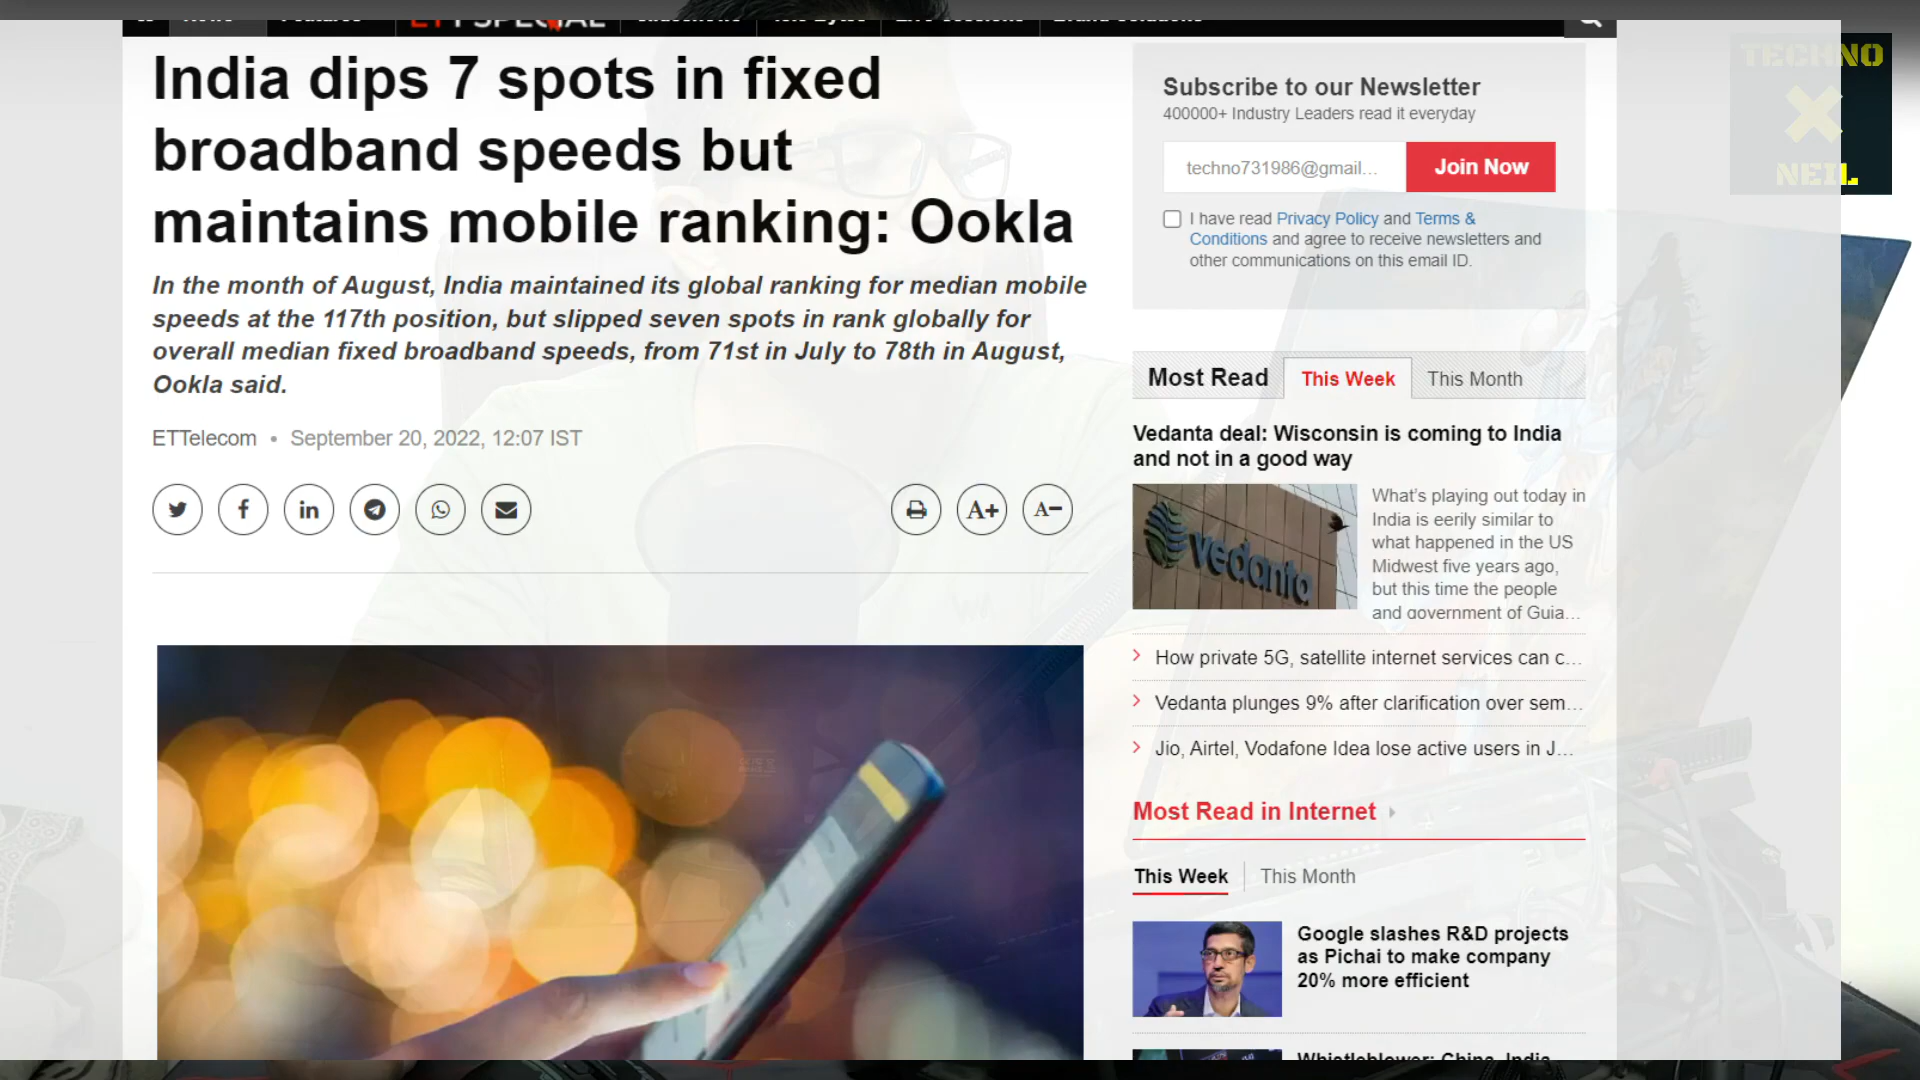 India dips 7 spots in fixed
broadband speeds but
maintains mobile ranking: Ookla
In the month of August, India maintained its global ranking for median mobile
speeds at the 117th position, but slipped seven spots in rank globally for
overall median fixed broadband speeds, from 71st in July to 78th in August,
Ookla said.
ETTelecom • September 20, 2022, 12:07 IST
A+ A-
Subscribe to our Newsletter
400000+ Industry Leaders read it everyday
techno731986@gmail...
Join Now
I have read Privacy Policy and Terms &
Conditions and agree to receive newsletters and
other communications on this email ID.
Most Read This Week This Month
Vedanta deal: Wisconsin is coming to India
and not in a good way
vedanta
What's playing out today in
India is eerily similar to
what happened in the US
Midwest five years ago,
but this time the people
and government of Guja...
How private 5G, satellite internet services can c...
Vedanta plunges 9% after clarification over sem...
Jio, Airtel, Vodafone Idea lose active users in J...
Most Read in Internet
This Week This Month
Google slashes R&D projects
as Pichai to make company
20% more efficient
Whistleblower: China, India
TECHNO
NEIL